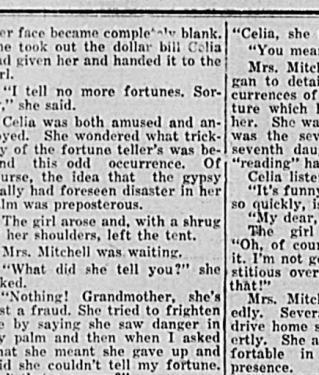 er face became completely blank.
he took out the dollar bill Celia
ad given her and handed it to the
rl.
"I tell no more fortunes. Sor-
," she said.
Celia was both amused and an-
oyed. She wondered what trick-
y of the fortune teller's was be-
nd this odd occurrence. Of
urse, the idea that the gypsy
ally had foreseen disaster in her
lm was preposterous.
The girl arose and, with a shrug
her shoulders, left the tent.
Mrs. Mitchell was waiting.
"What did she tell you?" she
ked.
"Nothing! Grandmother, she's
st a fraud. She tried to frighten
e by saying she saw danger in
y palm and then when I asked
hat she meant she gave up and
id she couldn't tell my fortune.
"Celia, she
"You mean
Mrs. Mitch
gan to detai
currences of
ture which h
her. She wa
was the sev
seventh dau
"reading" ha
Celia liste
"It's funny
so quickly, is
"My dear,
The girl
"Oh, of cour
it. I'm not g
stitious over
that!"
Mrs. Mitch
edly. Sever
drive home s
ertly. She a
fortable in
presence.